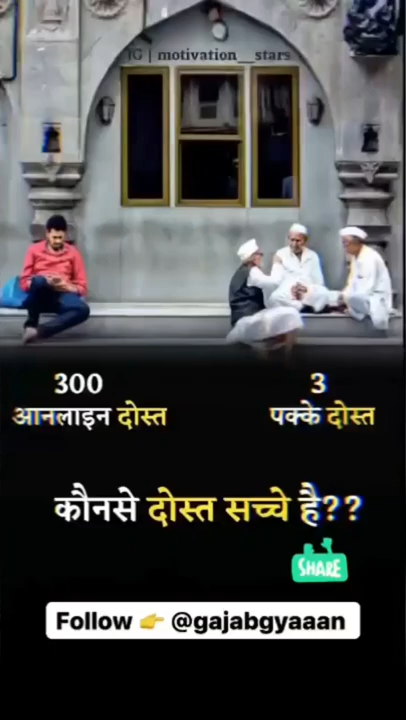 IG | motivation__stars
300
आनलाइन दोस्त
3
पक्के दोस्त
कौनसे दोस्त सच्चे है??
SHARE
Follow 👉 @gajabgyaaan